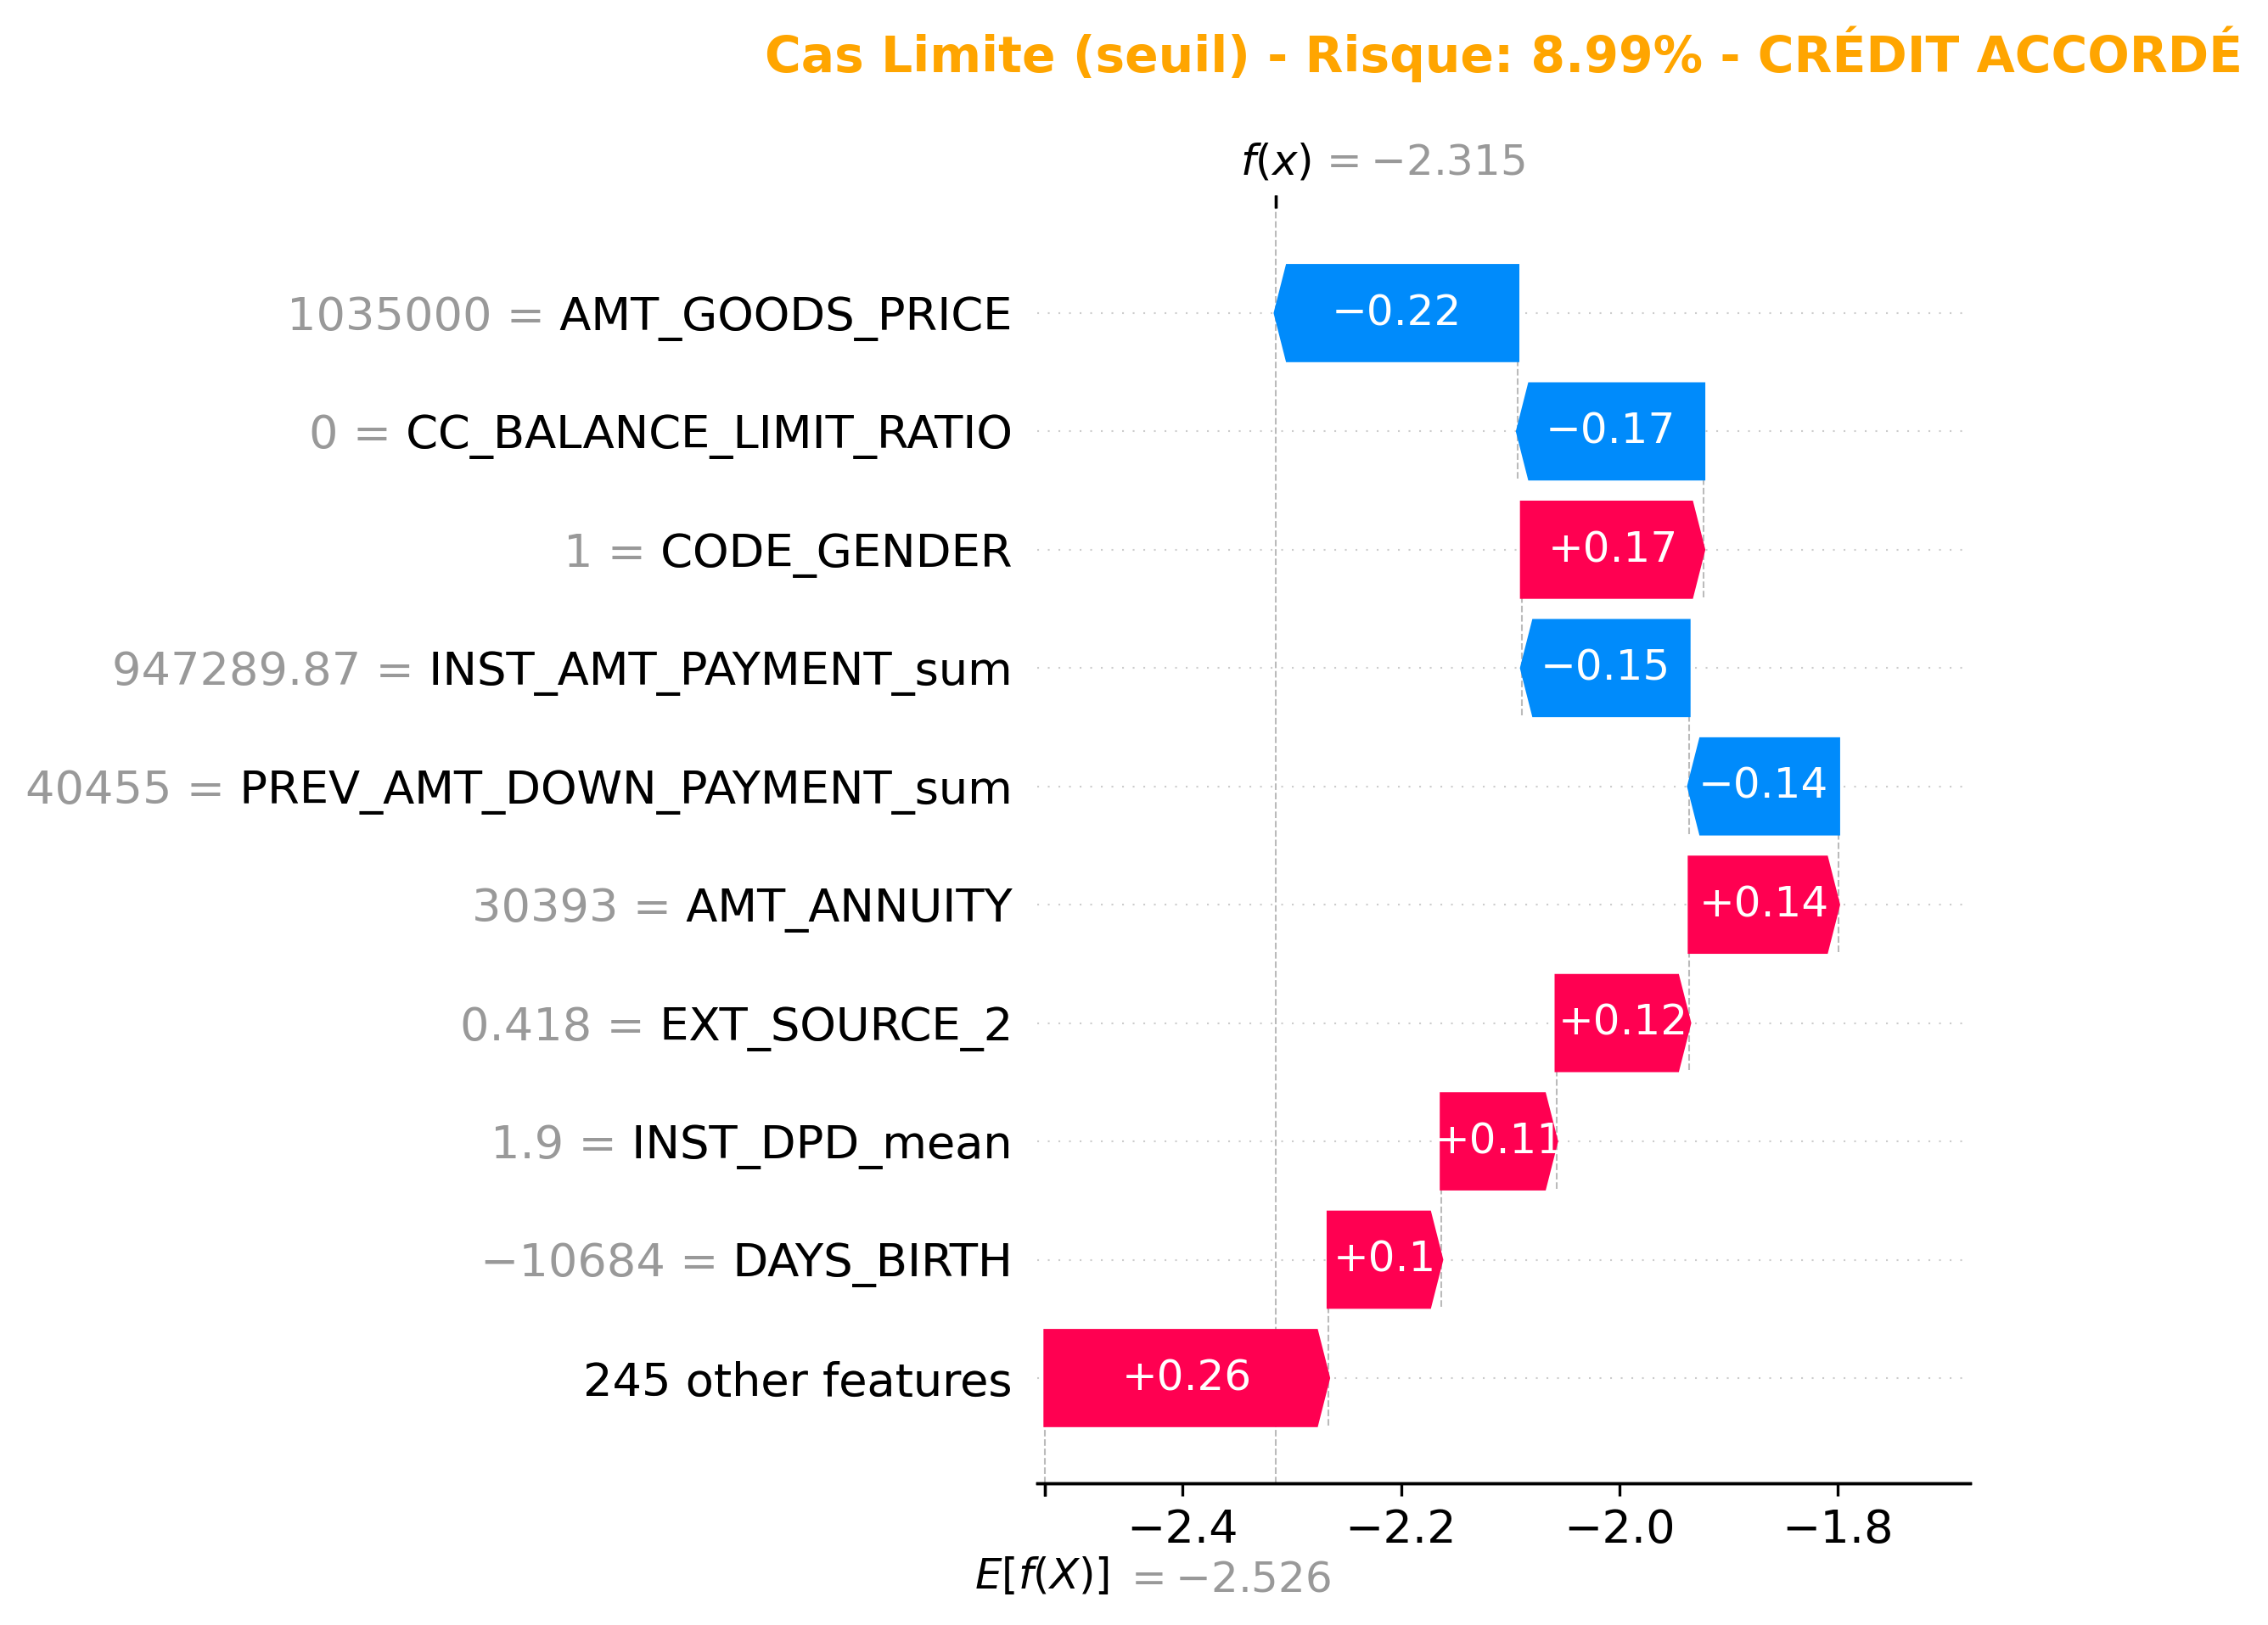 Cas Limite (seuil) - Risque: 8.99% - CRÉDIT ACCORDÉ
f(x) = −2.315
1035000 = AMT_GOODS_PRICE −0.22
0 = CC_BALANCE_LIMIT_RATIO −0.17
1 = CODE_GENDER +0.17
947289.87 = INST_AMT_PAYMENT_sum −0.15
40455 = PREV_AMT_DOWN_PAYMENT_sum −0.14
30393 = AMT_ANNUITY +0.14
0.418 = EXT_SOURCE_2 +0.12
1.9 = INST_DPD_mean +0.11
−10684 = DAYS_BIRTH +0.1
245 other features +0.26
−2.4 −2.2 −2.0 −1.8
E[f(X)] = −2.526